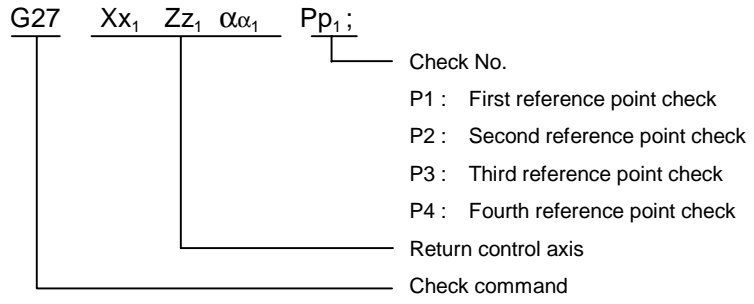 G27 Xx₁ Zz₁ αα₁ Pp₁ ;
Check No.
P1 : First reference point check
P2 : Second reference point check
P3 : Third reference point check
P4 : Fourth reference point check
Return control axis
Check command